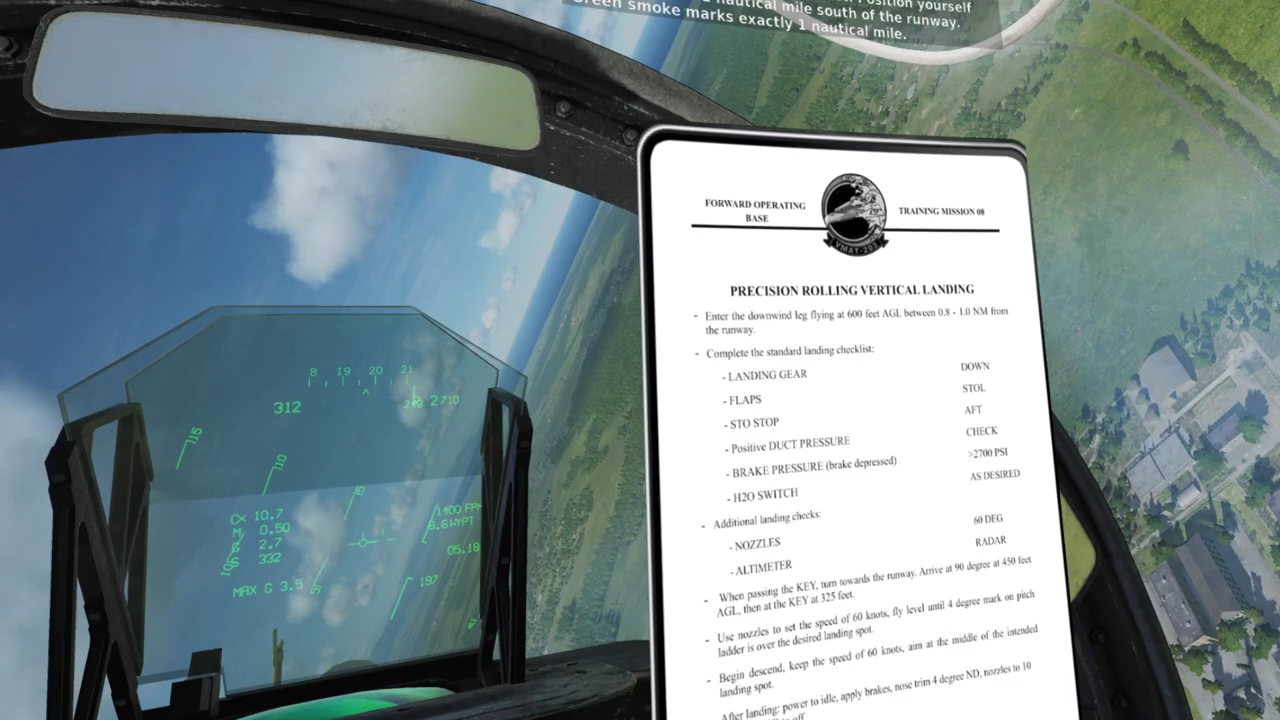 osition yourself
nautical mile south of the runway.
Green smoke marks exactly 1 nautical mile.
FORWARD OPERATING
BASE
TRAINING MISSION 08
VMAT-203
PRECISION ROLLING VERTICAL LANDING
- Enter the downwind leg flying at 600 feet AGL between 0.8 - 1.0 NM from
the runway.
- Complete the standard landing checklist:
- LANDING GEAR DOWN
- FLAPS STOL
- STO STOP AFT
- Positive DUCT PRESSURE CHECK
- BRAKE PRESSURE (brake depressed) >2700 PSI
- H2O SWITCH AS DESIRED
- Additional landing checks:
- NOZZLES 60 DEG
- ALTIMETER RADAR
- When passing the KEY, turn towards the runway. Arrive at 90 degree at 450 feet
AGL, then at the KEY at 325 feet.
- Use nozzles to set the speed of 60 knots, fly level until 4 degree mark on pitch
ladder is over the desired landing spot.
- Begin descend, keep the speed of 60 knots, aim at the middle of the intended
landing spot.
After landing: power to idle, apply brakes, nose trim 4 degree ND, nozzles to 10
off
8 19 20 21
312
2710
15
10
1400 FPM
8.6 WYPT
05.18
α 10.7
M 0.50
G 2.7
S 332
MAX G 3.5
197